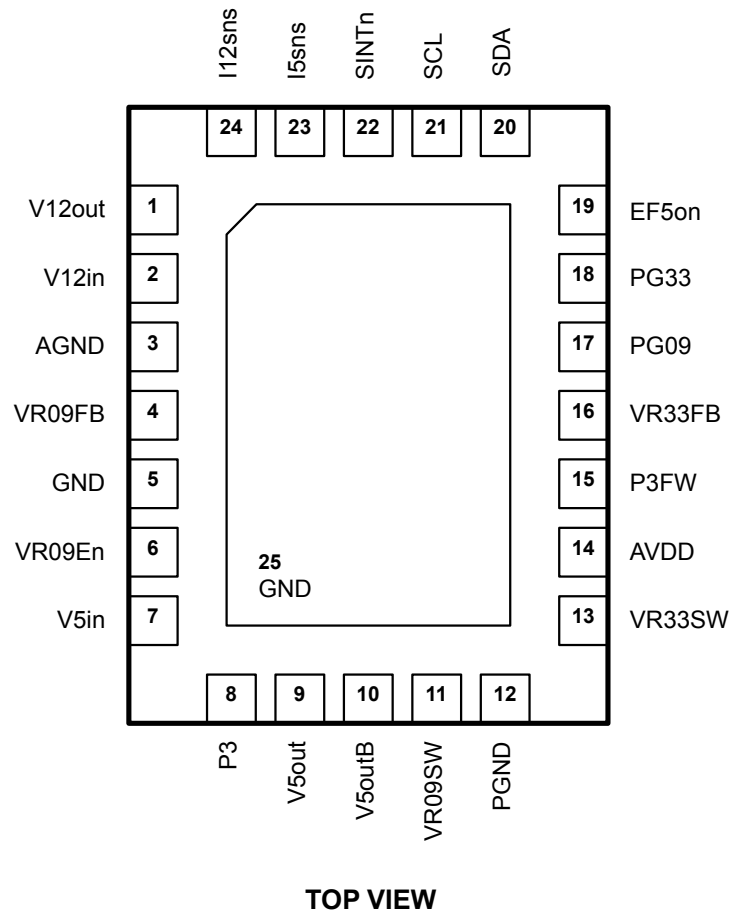 I12sns
I5sns
SINTn
SCL
SDA
24
23
22
21
20
V12out 1
19 EF5on
V12in 2
18 PG33
AGND 3
17 PG09
VR09FB 4
16 VR33FB
GND 5
15 P3FW
VR09En 6
14 AVDD
V5in 7
13 VR33SW
25
GND
8
9
10
11
12
P3
V5out
V5outB
VR09SW
PGND
TOP VIEW